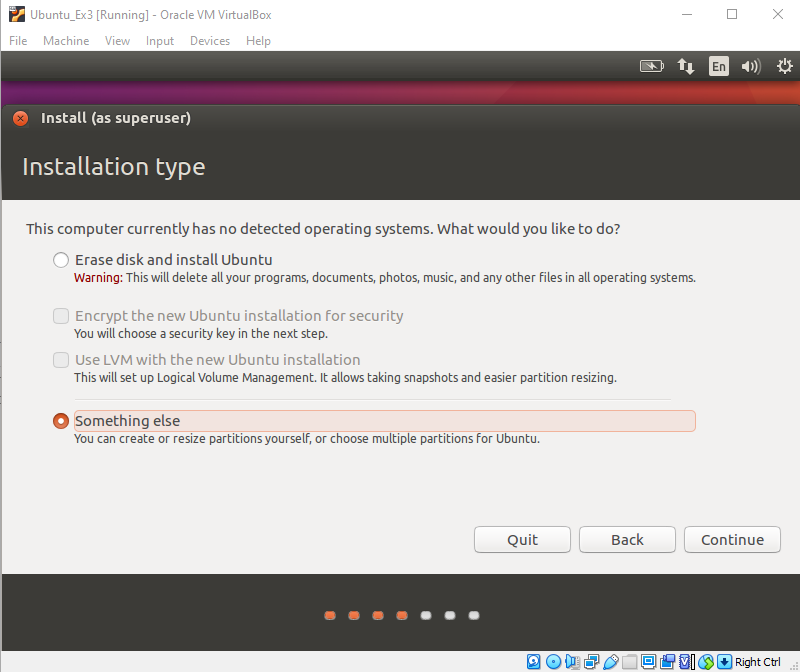 Ubuntu_Ex3 [Running] - Oracle VM VirtualBox
File Machine View Input Devices Help
En
Install (as superuser)
Installation type
This computer currently has no detected operating systems. What would you like to do?
Erase disk and install Ubuntu
Warning: This will delete all your programs, documents, photos, music, and any other files in all operating systems.
Encrypt the new Ubuntu installation for security
You will choose a security key in the next step.
Use LVM with the new Ubuntu installation
This will set up Logical Volume Management. It allows taking snapshots and easier partition resizing.
Something else
You can create or resize partitions yourself, or choose multiple partitions for Ubuntu.
Quit Back Continue
Right Ctrl